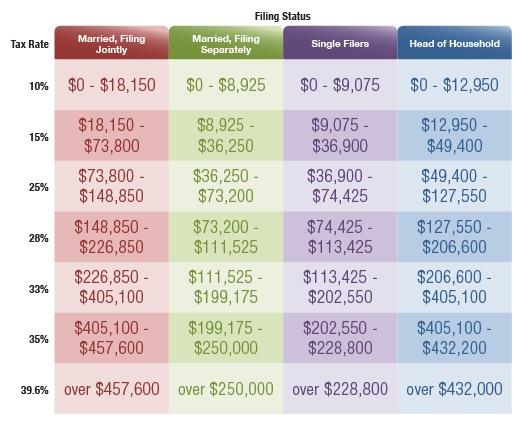 Filing Status
Tax Rate
Married, Filing
Jointly
Married, Filing
Separately
Single Filers
Head of Household
10%
$0 - $18,150
$0 - $8,925
$0 - $9,075
$0 - $12,950
15%
$18,150 -
$73,800
$8,925 -
$36,250
$9,075 -
$36,900
$12,950 -
$49,400
25%
$73,800 -
$148,850
$36,250 -
$73,200
$36,900 -
$74,425
$49,400 -
$127,550
28%
$148,850 -
$226,850
$73,200 -
$111,525
$74,425 -
$113,425
$127,550 -
$206,600
33%
$226,850 -
$405,100
$111,525 -
$199,175
$113,425 -
$202,550
$206,600 -
$405,100
35%
$405,100 -
$457,600
$199,175 -
$250,000
$202,550 -
$228,800
$405,100 -
$432,200
39.6%
over $457,600
over $250,000
over $228,800
over $432,000